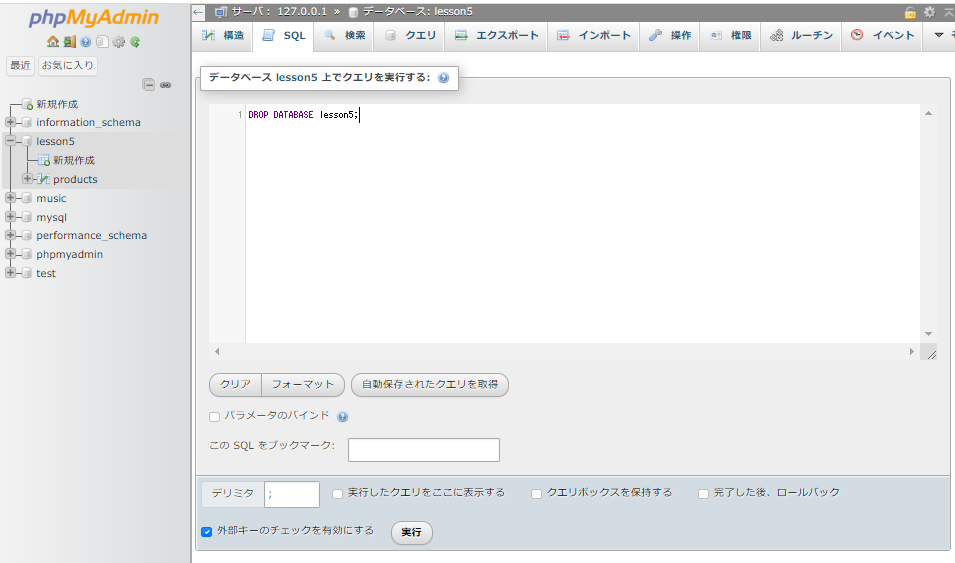 phpMyAdmin
最近 お気に入り
新規作成
information_schema
lesson5
新規作成
products
music
mysql
performance_schema
phpmyadmin
test
サーバ: 127.0.0.1 » データベース: lesson5
構造 SQL 検索 クエリ エクスポート インポート 操作 権限 ルーチン イベント
データベース lesson5 上でクエリを実行する:
1 DROP DATABASE lesson5;
クリア フォーマット 自動保存されたクエリを取得
パラメータのバインド
この SQL をブックマーク:
デリミタ ; 実行したクエリをここに表示する クエリボックスを保持する 完了した後、ロールバック
外部キーのチェックを有効にする 実行